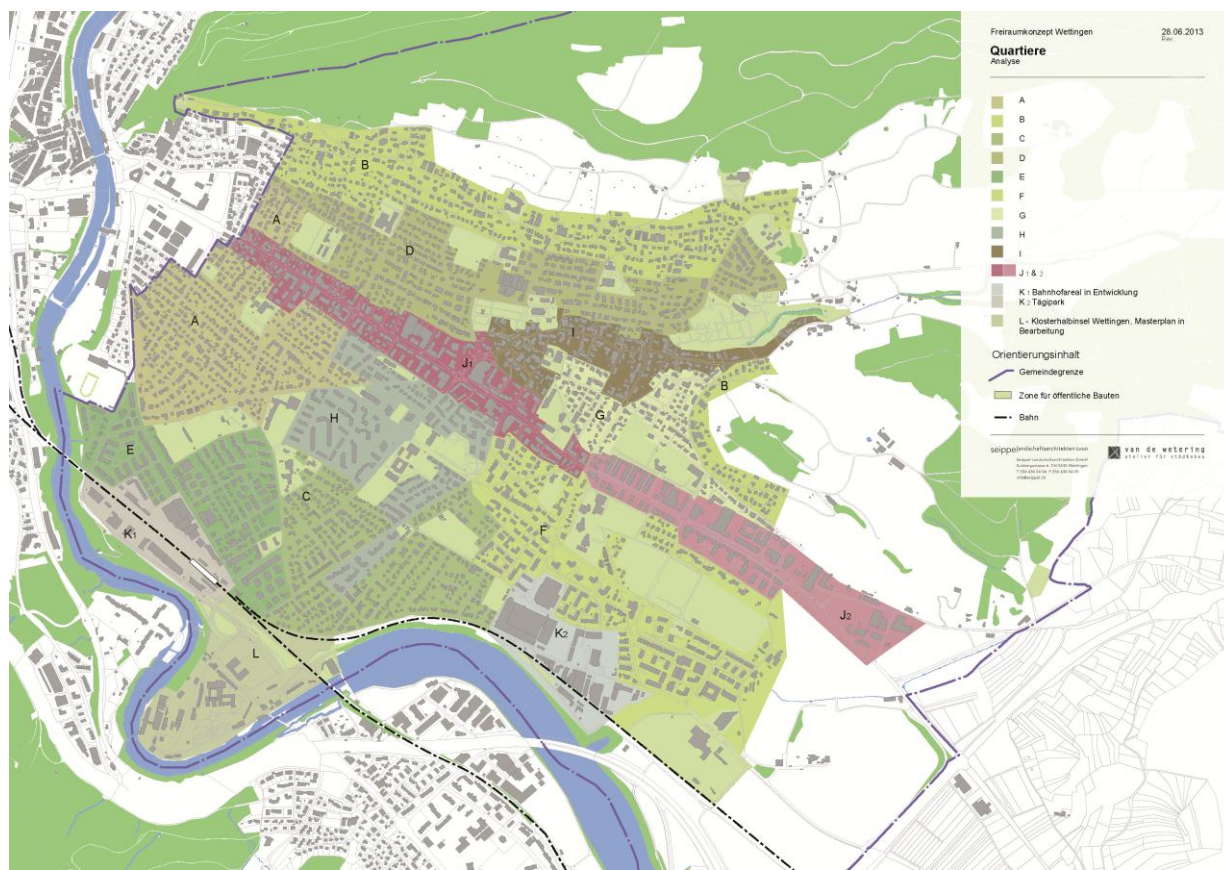 Freiraumkonzept Wettingen
28.06.2013
Rev
Quartiere
Analyse
A
B
C
D
E
F
G
H
I
J 1 & 2
K 1 Bahnhofareal in Entwicklung
K 2 Tägipark
L - Klosterhalbinsel Wettingen, Masterplan in
Bearbeitung
Orientierungsinhalt
Gemeindegrenze
Zone für öffentliche Bauten
Bahn
seippel landschaftsarchitekten
van de wetering
atelier für städtebau
B
A
D
A
I
J1
B
H
G
E
C
F
K1
K2
J2
L